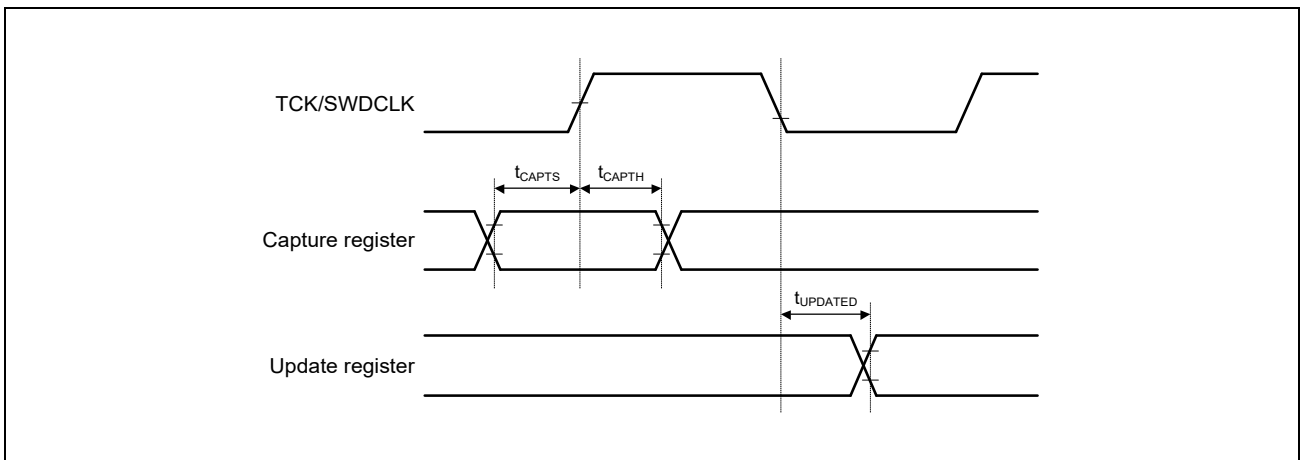 TCK/SWDCLK
tCAPTS
tCAPTH
Capture register
tUPDATED
Update register